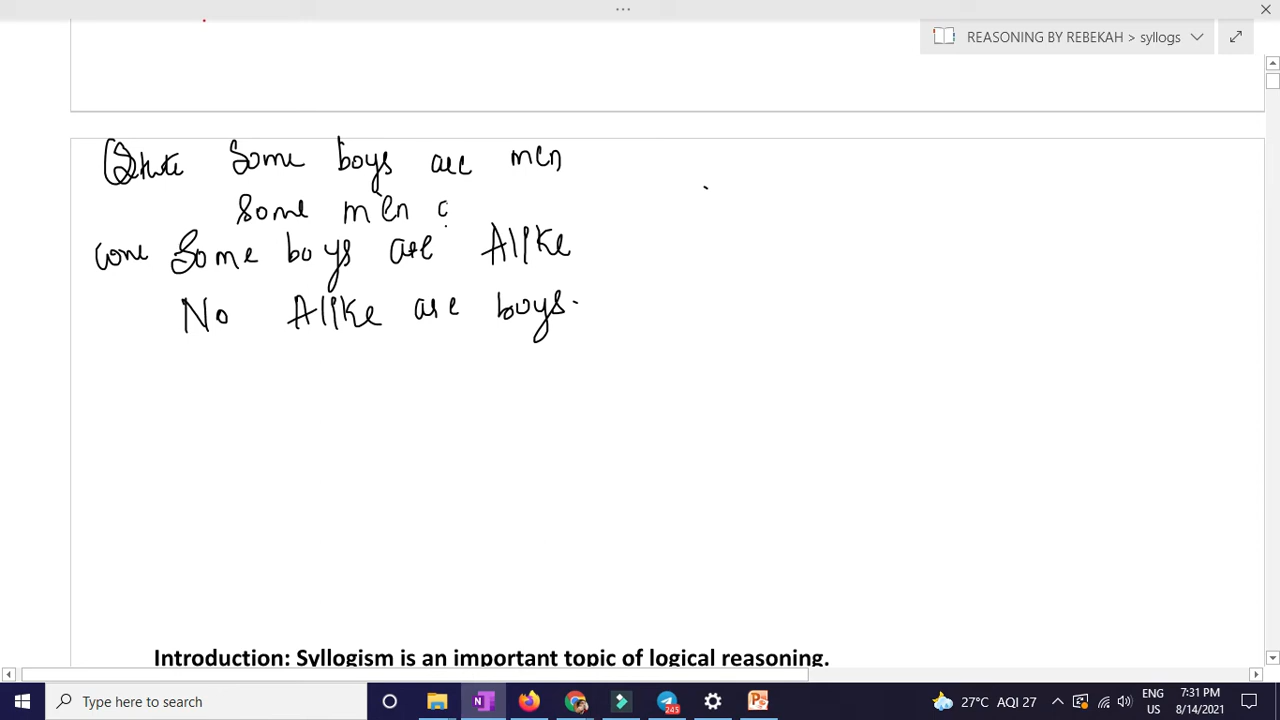 REASONING BY REBEKAH > syllogs
State Some boys are men
Some men a
conc Some boys are Alike
No Alike are boys.
Introduction: Syllogism is an important topic of logical reasoning.
Type here to search
245
27°C AQI 27
ENG
US
7:31 PM
8/14/2021